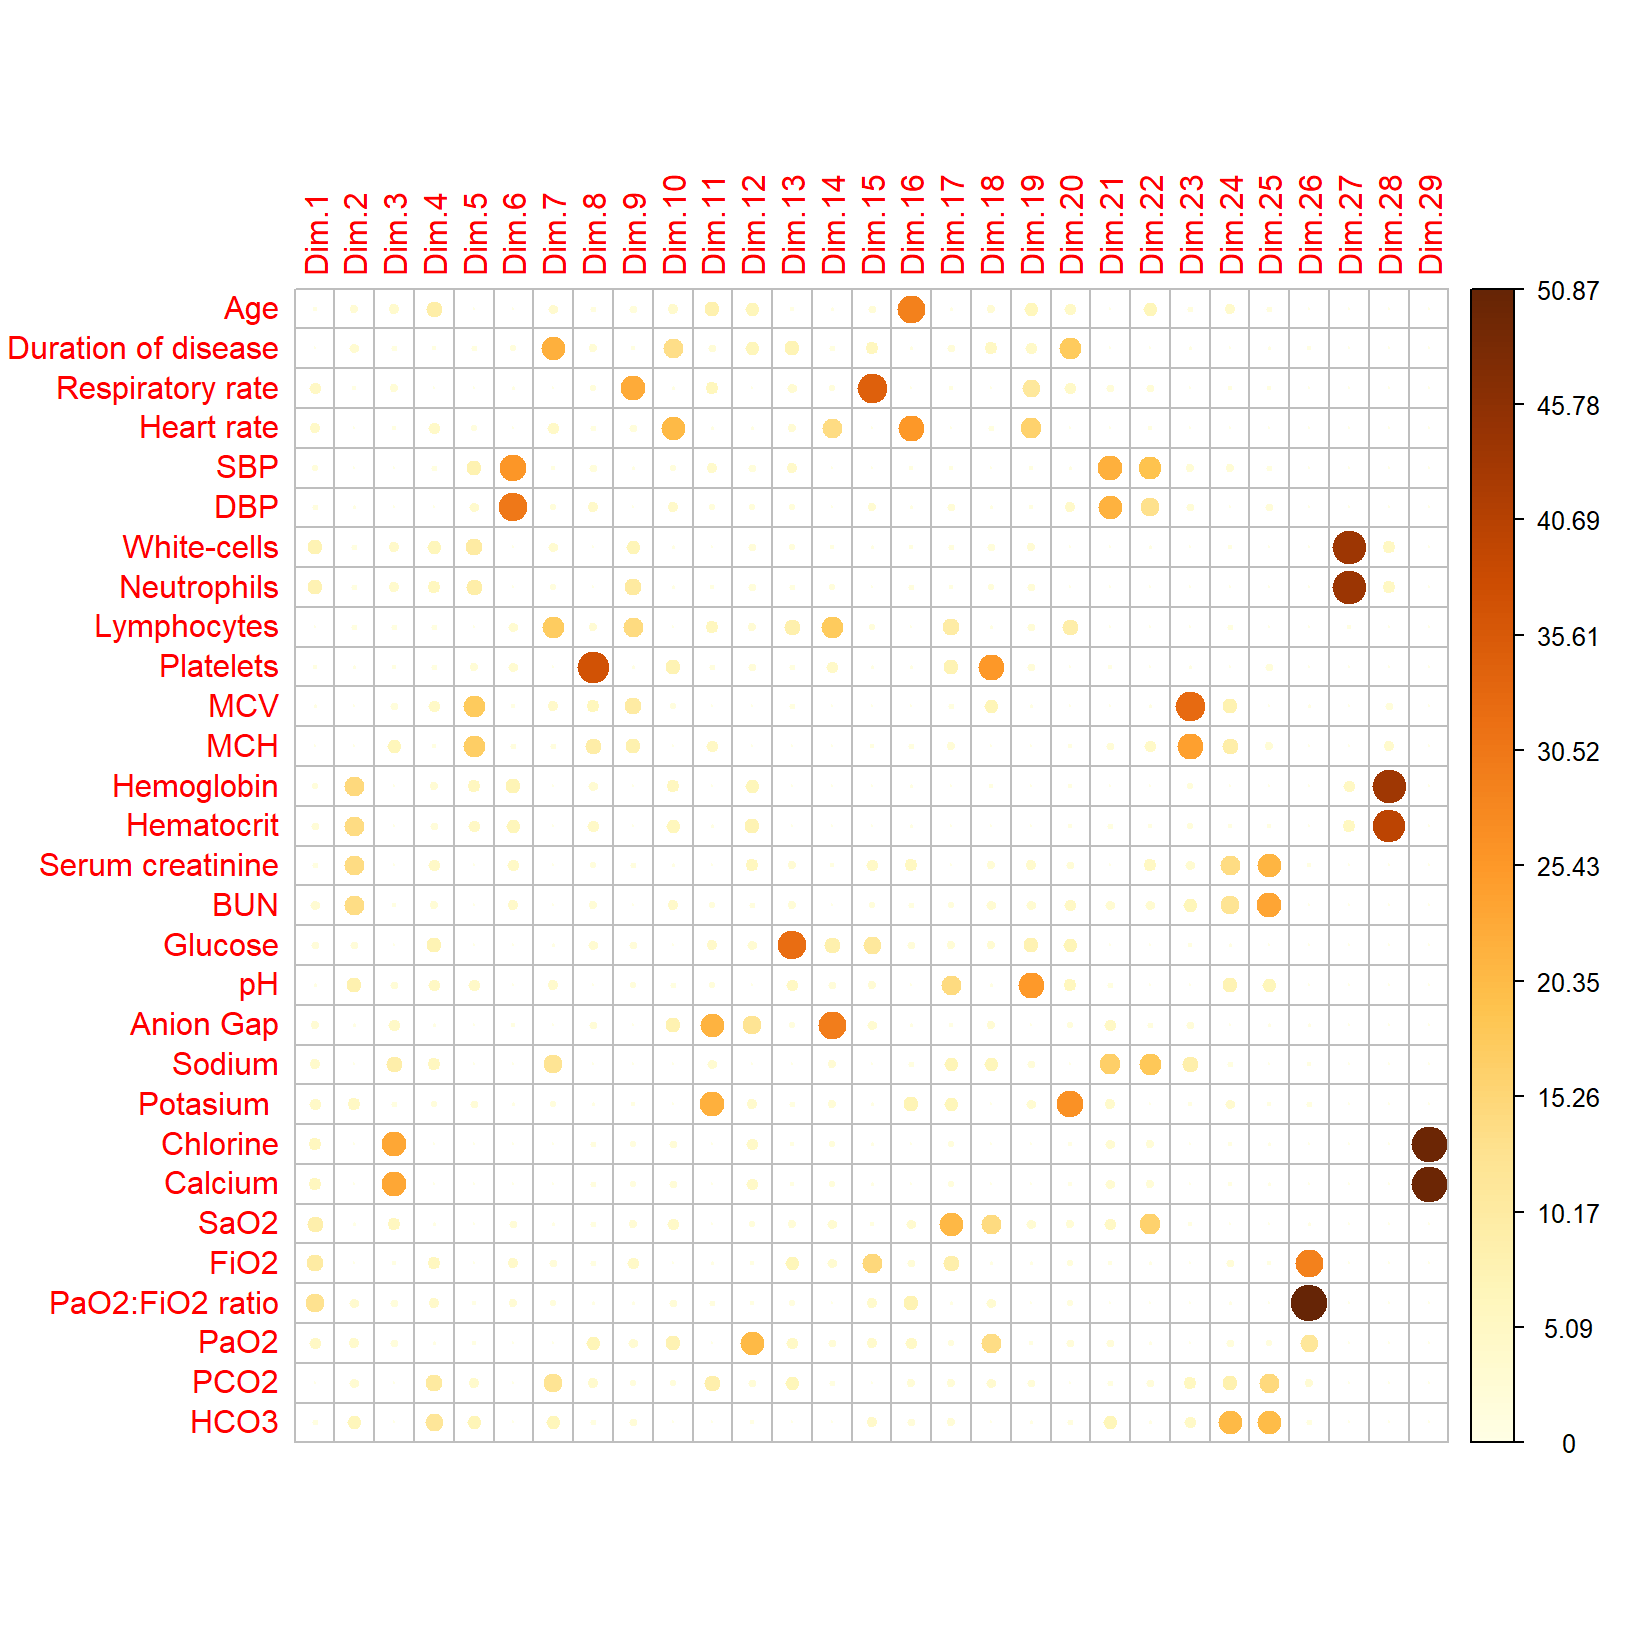 Dim.1
Dim.2
Dim.3
Dim.4
Dim.5
Dim.6
Dim.7
Dim.8
Dim.9
Dim.10
Dim.11
Dim.12
Dim.13
Dim.14
Dim.15
Dim.16
Dim.17
Dim.18
Dim.19
Dim.20
Dim.21
Dim.22
Dim.23
Dim.24
Dim.25
Dim.26
Dim.27
Dim.28
Dim.29
Age
Duration of disease
Respiratory rate
Heart rate
SBP
DBP
White-cells
Neutrophils
Lymphocytes
Platelets
MCV
MCH
Hemoglobin
Hematocrit
Serum creatinine
BUN
Glucose
pH
Anion Gap
Sodium
Potasium
Chlorine
Calcium
SaO2
FiO2
PaO2:FiO2 ratio
PaO2
PCO2
HCO3
50.87
45.78
40.69
35.61
30.52
25.43
20.35
15.26
10.17
5.09
0